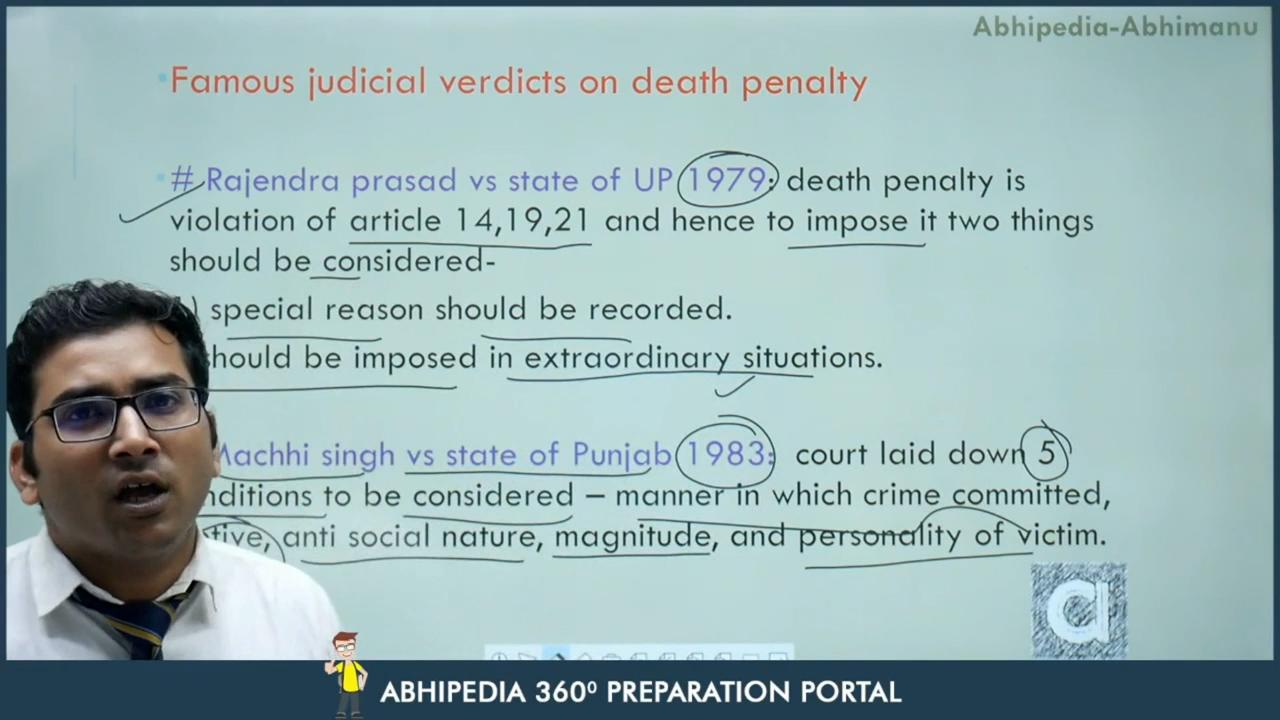 Abhipedia-Abhimanu
Famous judicial verdicts on death penalty
# Rajendra prasad vs state of UP 1979: death penalty is
violation of article 14,19,21 and hence to impose it two things
should be considered-
) special reason should be recorded.
should be imposed in extraordinary situations.
Machhi singh vs state of Punjab 1983: court laid down 5
nditions to be considered – manner in which crime committed,
tive, anti social nature, magnitude, and personality of victim.
a
ABHIPEDIA 360⁰ PREPARATION PORTAL